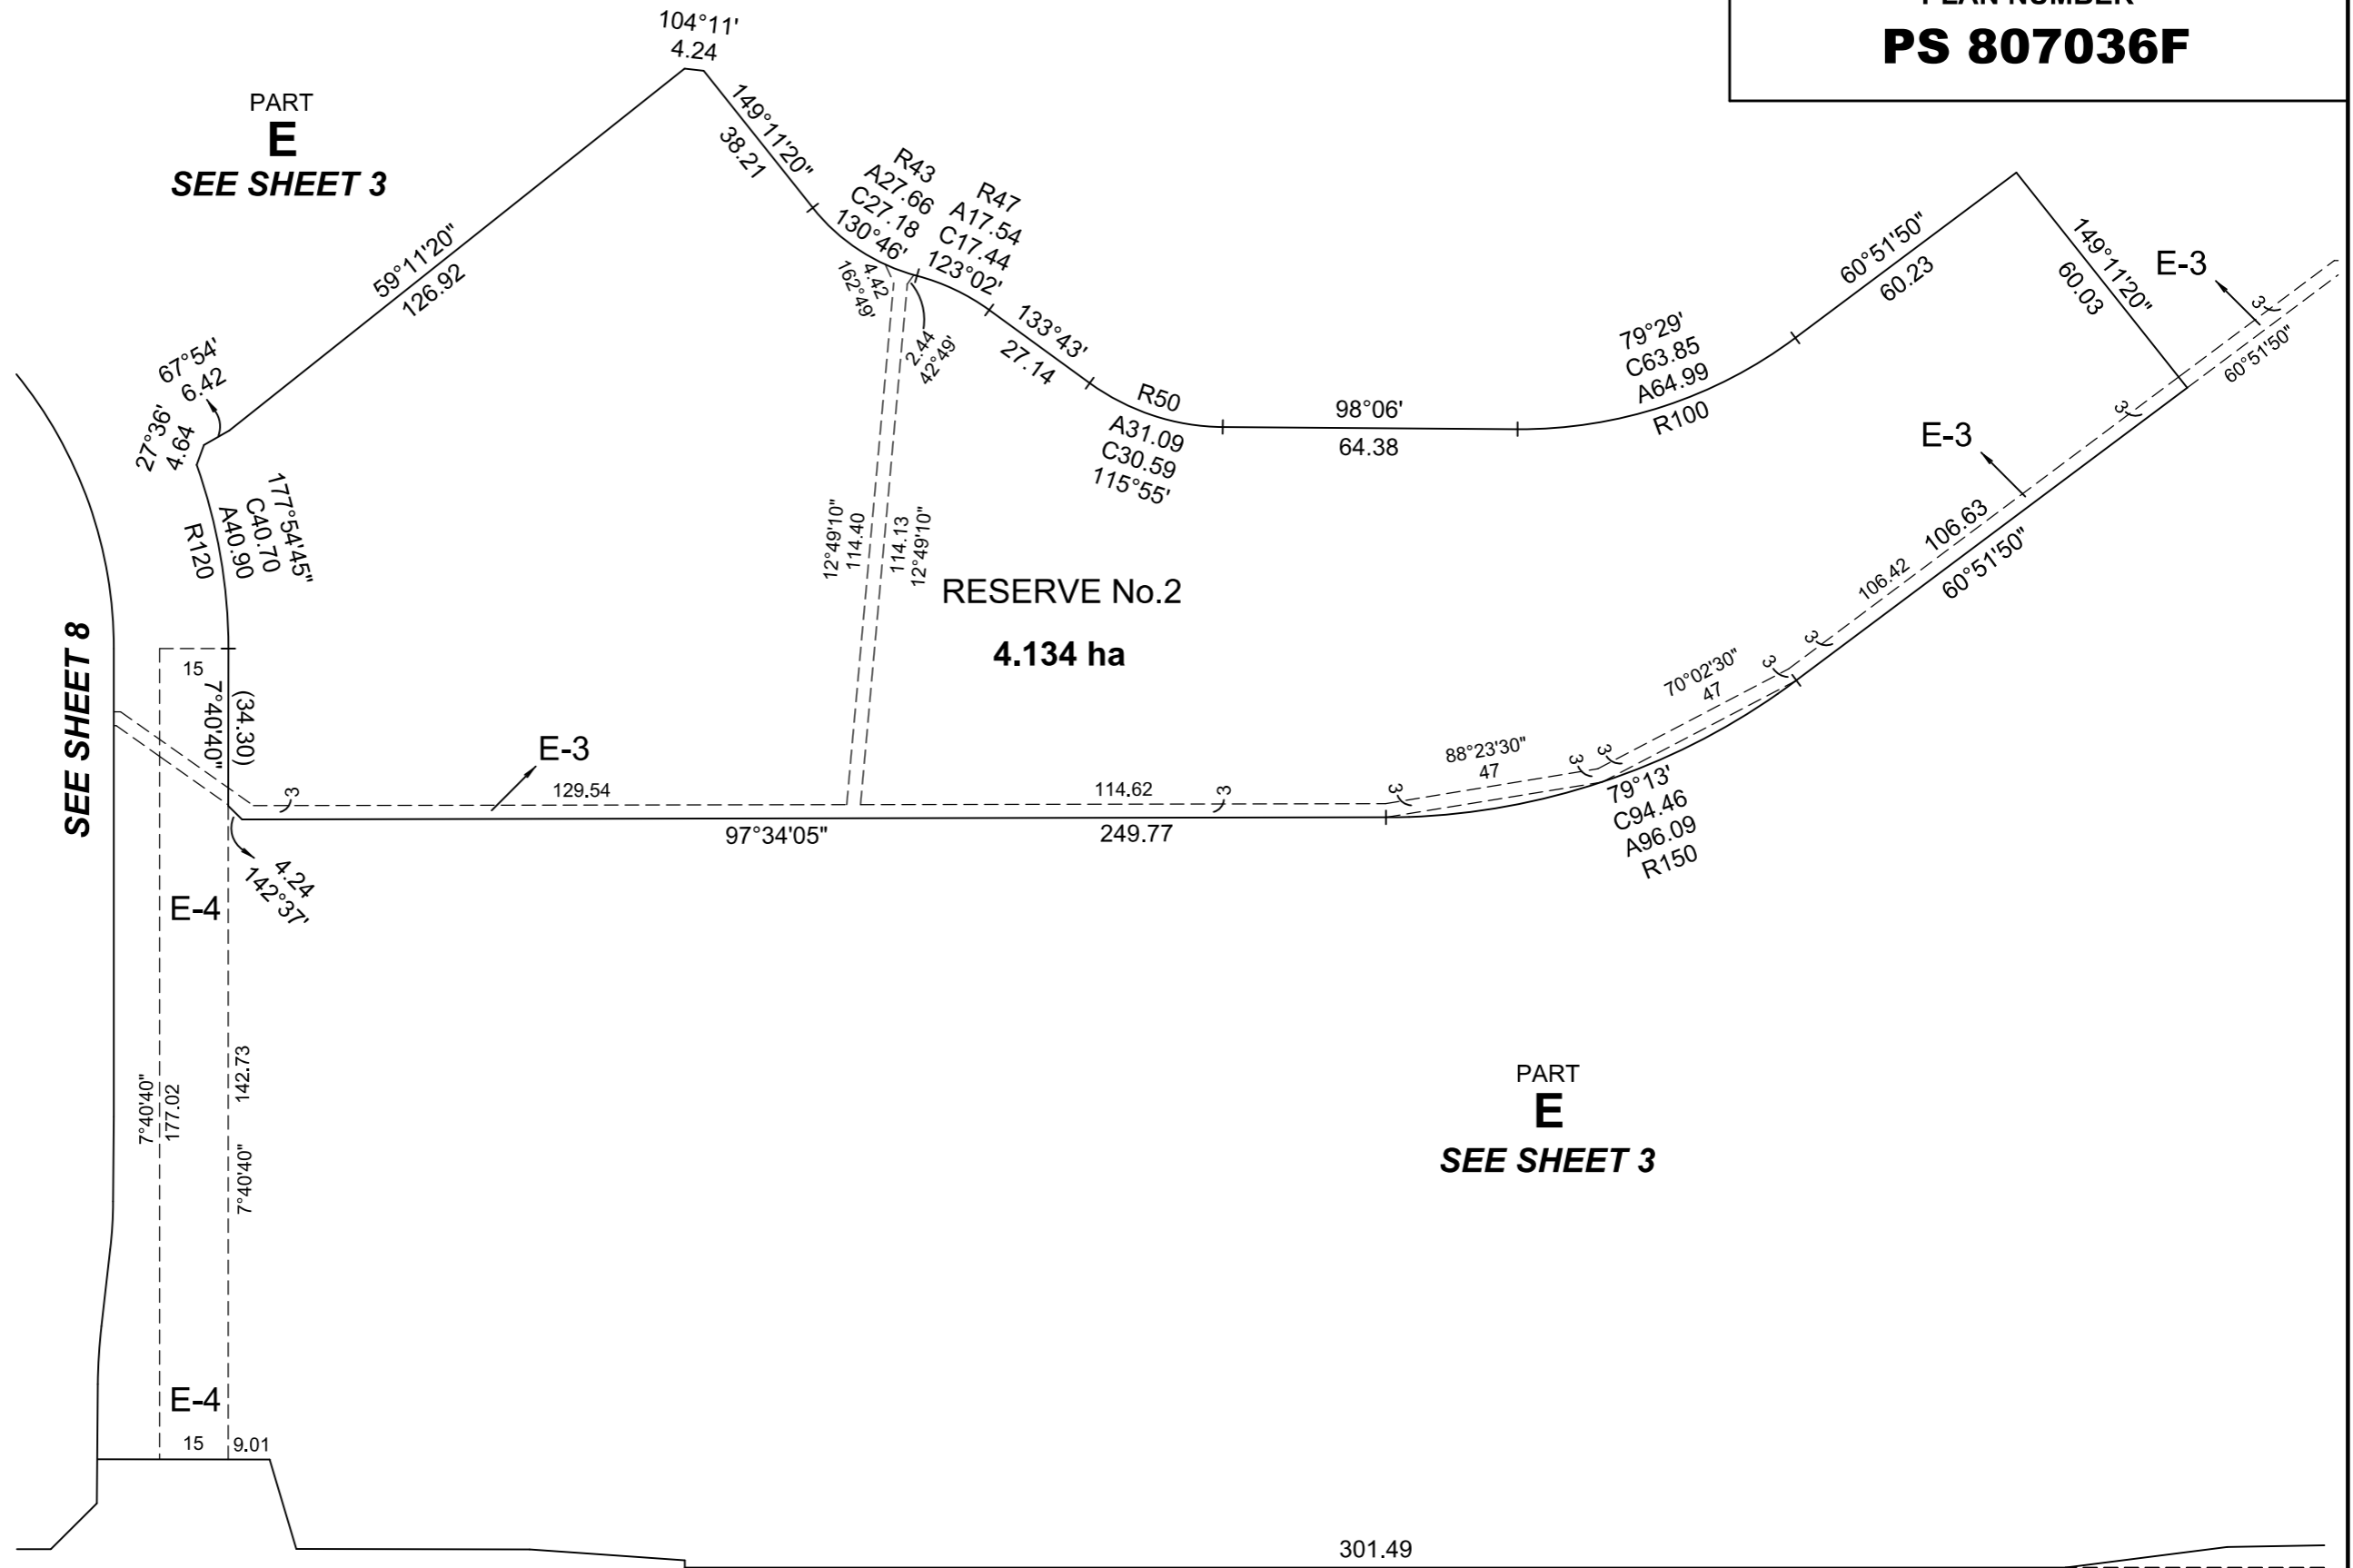 PLAN NUMBER
PS 807036F
104°11'
4.24
PART
E
SEE SHEET 3
149°11'20"
38.21
59°11'20"
126.92
R43
A27.66
C27.18
130°46'
R47
A17.54
C17.44
123°02'
4.42
162°49'
2.44
42°49'
133°43'
27.14
R50
A31.09
C30.59
115°55'
98°06'
64.38
79°29'
C63.85
A64.99
R100
60°51'50"
60.23
149°11'20"
60.03
E-3
3
60°51'50"
3
E-3
67°54'
6.42
27°36'
4.64
177°54'45"
C40.70
A40.90
R120
12°49'10"
114.40
114.13
12°49'10"
RESERVE No.2
4.134 ha
106.63
60°51'50"
106.42
3
3
70°02'30"
47
SEE SHEET 8
15
7°40'40"
(34.30)
E-3
3
129.54
114.62
3
3
88°23'30"
47
3
3
79°13'
C94.46
A96.09
R150
97°34'05"
249.77
4.24
142°37'
E-4
7°40'40"
177.02
142.73
7°40'40"
PART
E
SEE SHEET 3
E-4
15
9.01
301.49